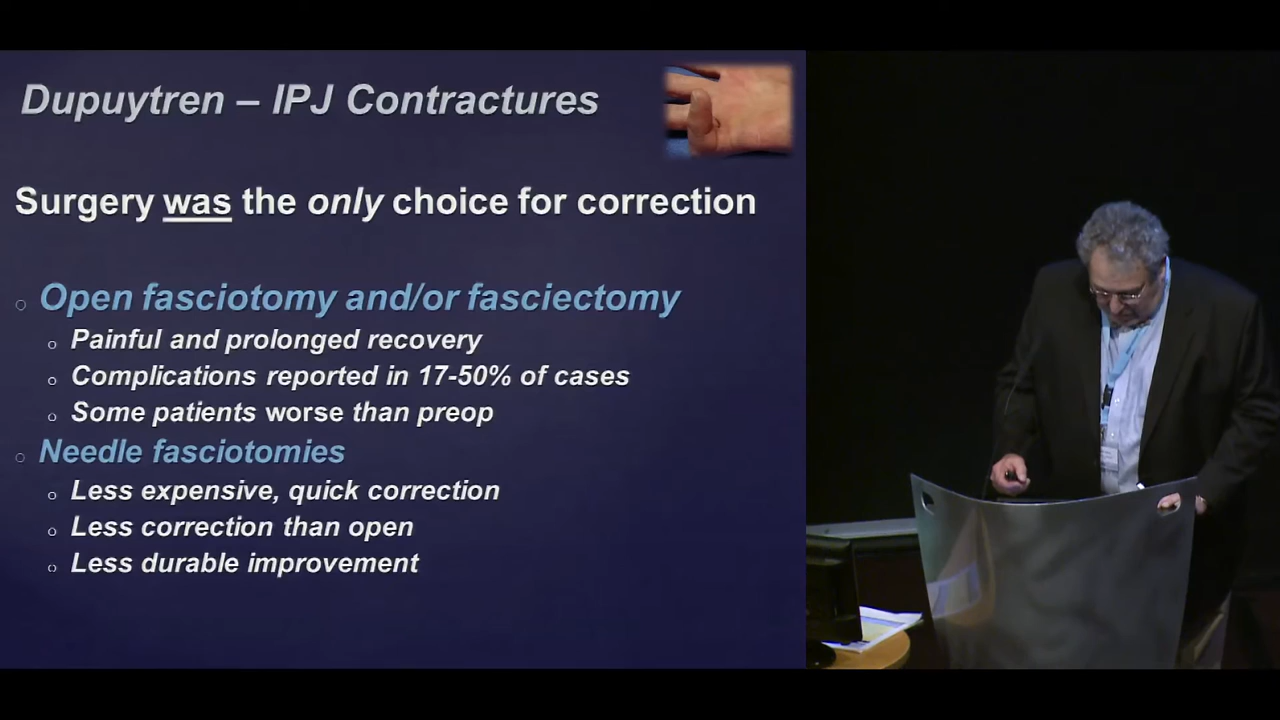 Dupuytren – IPJ Contractures
Surgery was the only choice for correction
Open fasciotomy and/or fasciectomy
Painful and prolonged recovery
Complications reported in 17-50% of cases
Some patients worse than preop
Needle fasciotomies
Less expensive, quick correction
Less correction than open
Less durable improvement